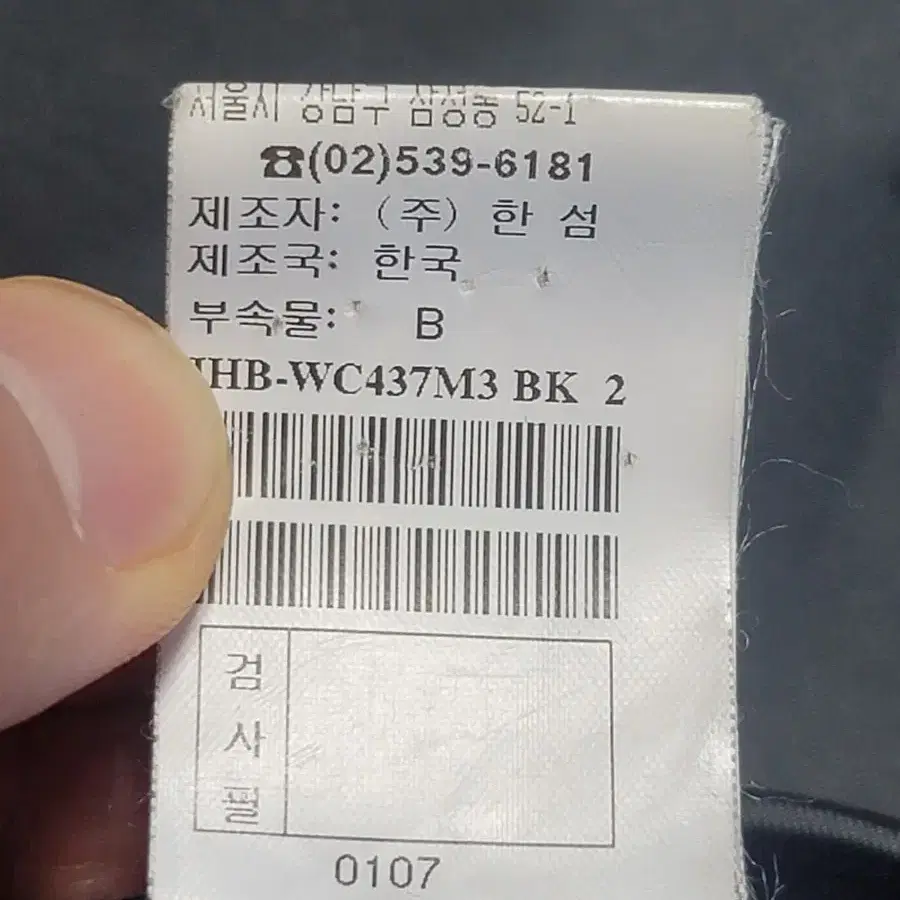 서울시 강남구 삼성동 52-1
☎(02)539-6181
제조자: (주) 한 섬
제조국: 한국
부속물: B
HB-WC437M3 BK 2
검
사
필
0107